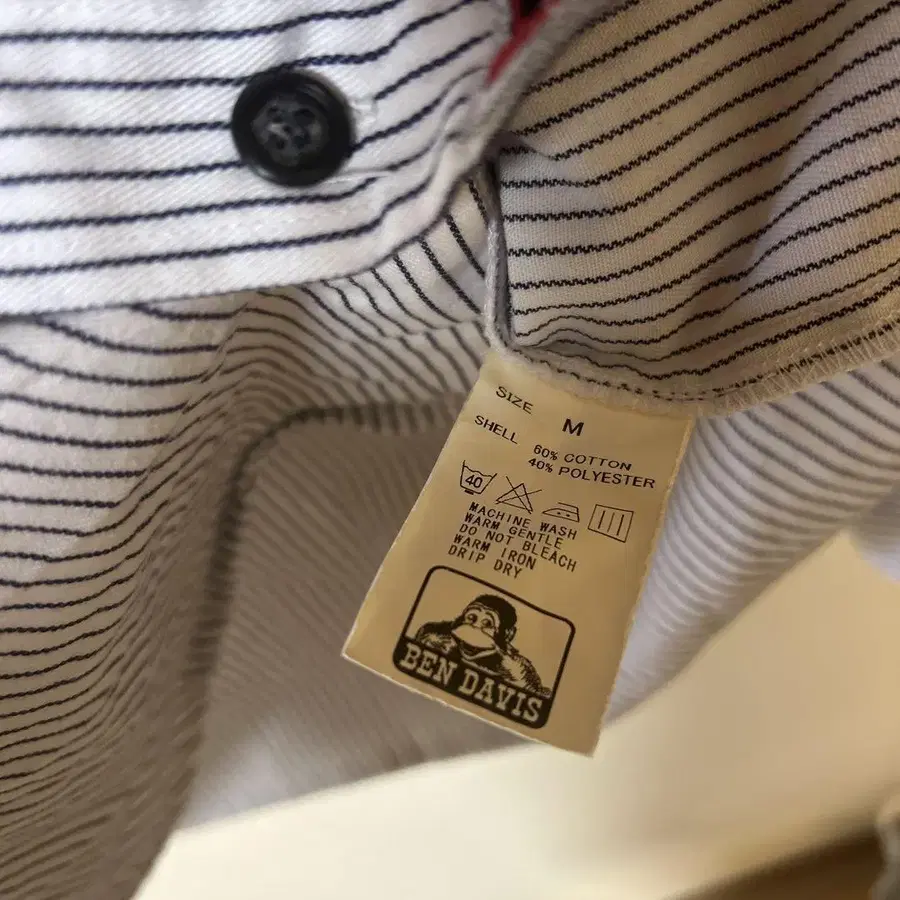 SIZE M
SHELL 60% COTTON
40% POLYESTER
40
MACHINE WASH
WARM GENTLE
DO NOT BLEACH
WARM IRON
DRIP DRY
BEN DAVIS